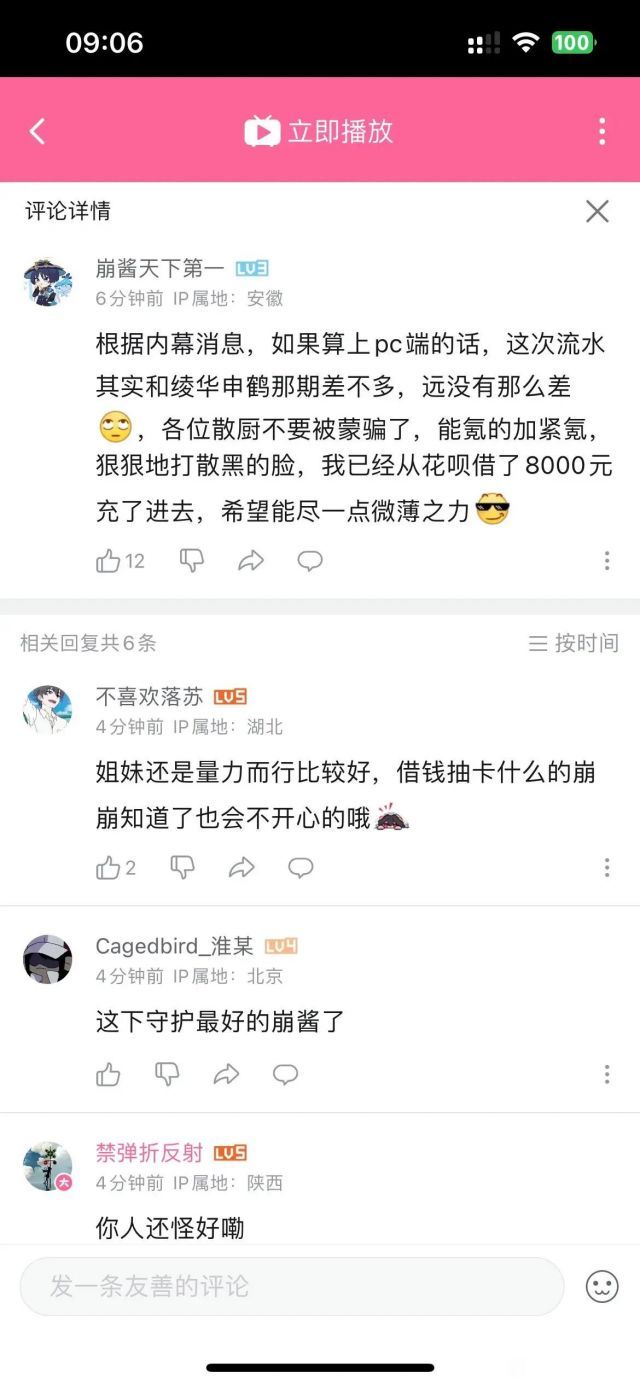 09:06
100
立即播放
评论详情
崩酱天下第一 LV3
6分钟前 IP属地：安徽
根据内幕消息，如果算上pc端的话，这次流水
其实和绫华申鹤那期差不多，远没有那么差
，各位散厨不要被蒙骗了，能氪的加紧氪，
狠狠地打散黑的脸，我已经从花呗借了8000元
充了进去，希望能尽一点微薄之力
12
相关回复共6条 按时间
不喜欢落苏 LV5
4分钟前 IP属地：湖北
姐妹还是量力而行比较好，借钱抽卡什么的崩
崩知道了也会不开心的哦
2
Cagedbird_淮某 LV4
4分钟前 IP属地：北京
这下守护最好的崩酱了
禁弹折反射 LV5
大
4分钟前 IP属地：陕西
你人还怪好嘞
发一条友善的评论